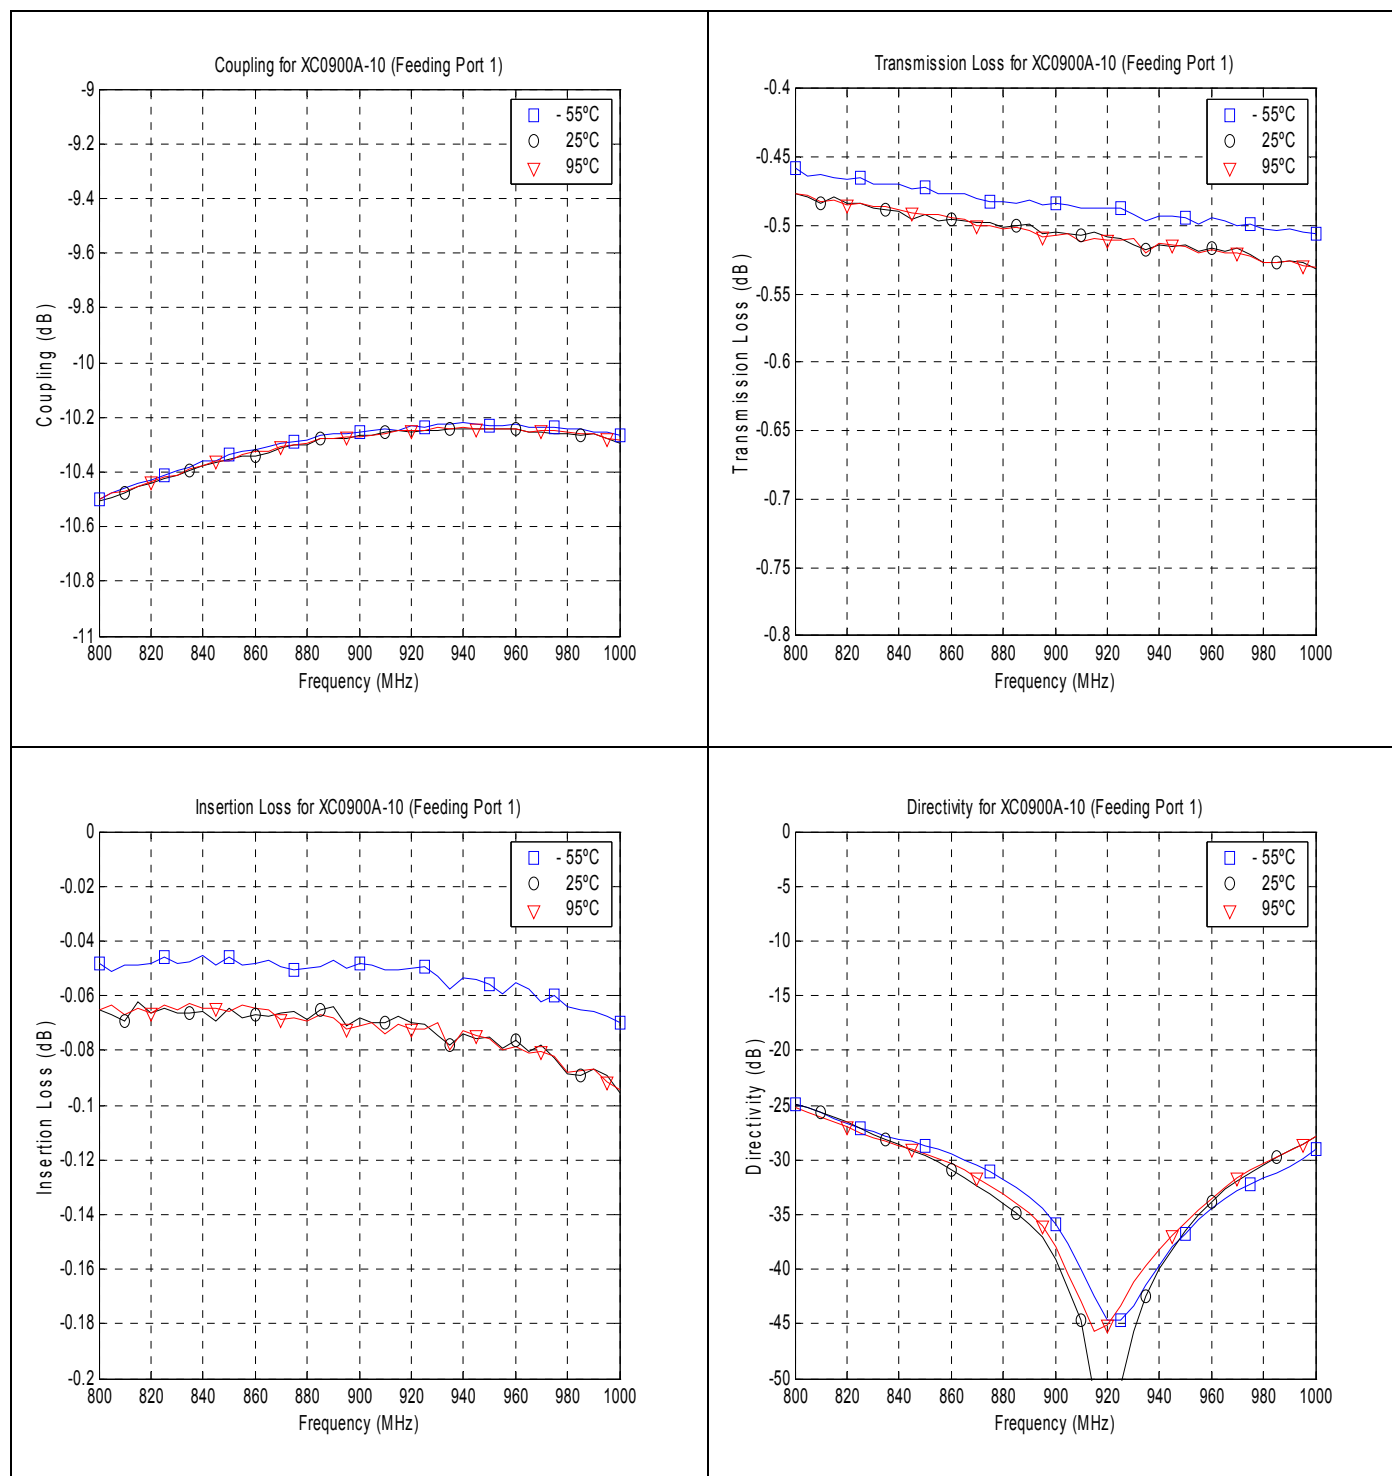 Coupling for XC0900A-10 (Feeding Port 1)
-9
-9.2
-9.4
-9.6
-9.8
-10
-10.2
-10.4
-10.6
-10.8
-11
Coupling (dB)
- 55ºC
25ºC
95ºC
800 820 840 860 880 900 920 940 960 980 1000
Frequency (MHz)
Transmission Loss for XC0900A-10 (Feeding Port 1)
-0.4
-0.45
-0.5
-0.55
-0.6
-0.65
-0.7
-0.75
-0.8
Transmission Loss (dB)
- 55ºC
25ºC
95ºC
800 820 840 860 880 900 920 940 960 980 1000
Frequency (MHz)
Insertion Loss for XC0900A-10 (Feeding Port 1)
0
-0.02
-0.04
-0.06
-0.08
-0.1
-0.12
-0.14
-0.16
-0.18
-0.2
Insertion Loss (dB)
- 55ºC
25ºC
95ºC
800 820 840 860 880 900 920 940 960 980 1000
Frequency (MHz)
Directivity for XC0900A-10 (Feeding Port 1)
0
-5
-10
-15
-20
-25
-30
-35
-40
-45
-50
Directivity (dB)
- 55ºC
25ºC
95ºC
800 820 840 860 880 900 920 940 960 980 1000
Frequency (MHz)